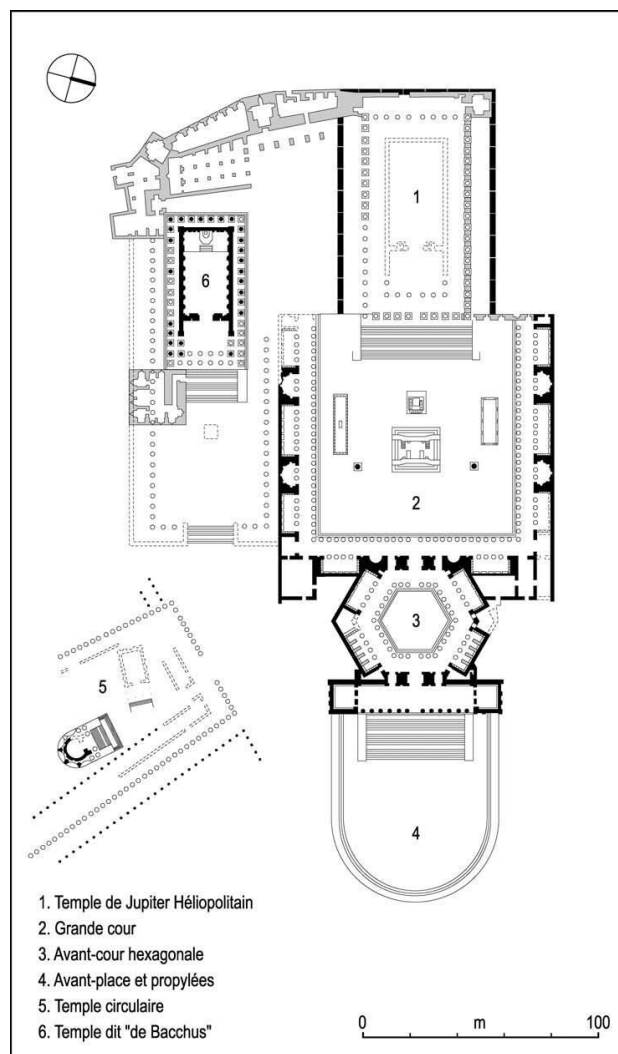 1
6
2
3
5
4
1. Temple de Jupiter Héliopolitain
2. Grande cour
3. Avant-cour hexagonale
4. Avant-place et propylées
5. Temple circulaire
6. Temple dit "de Bacchus"
0 m 100